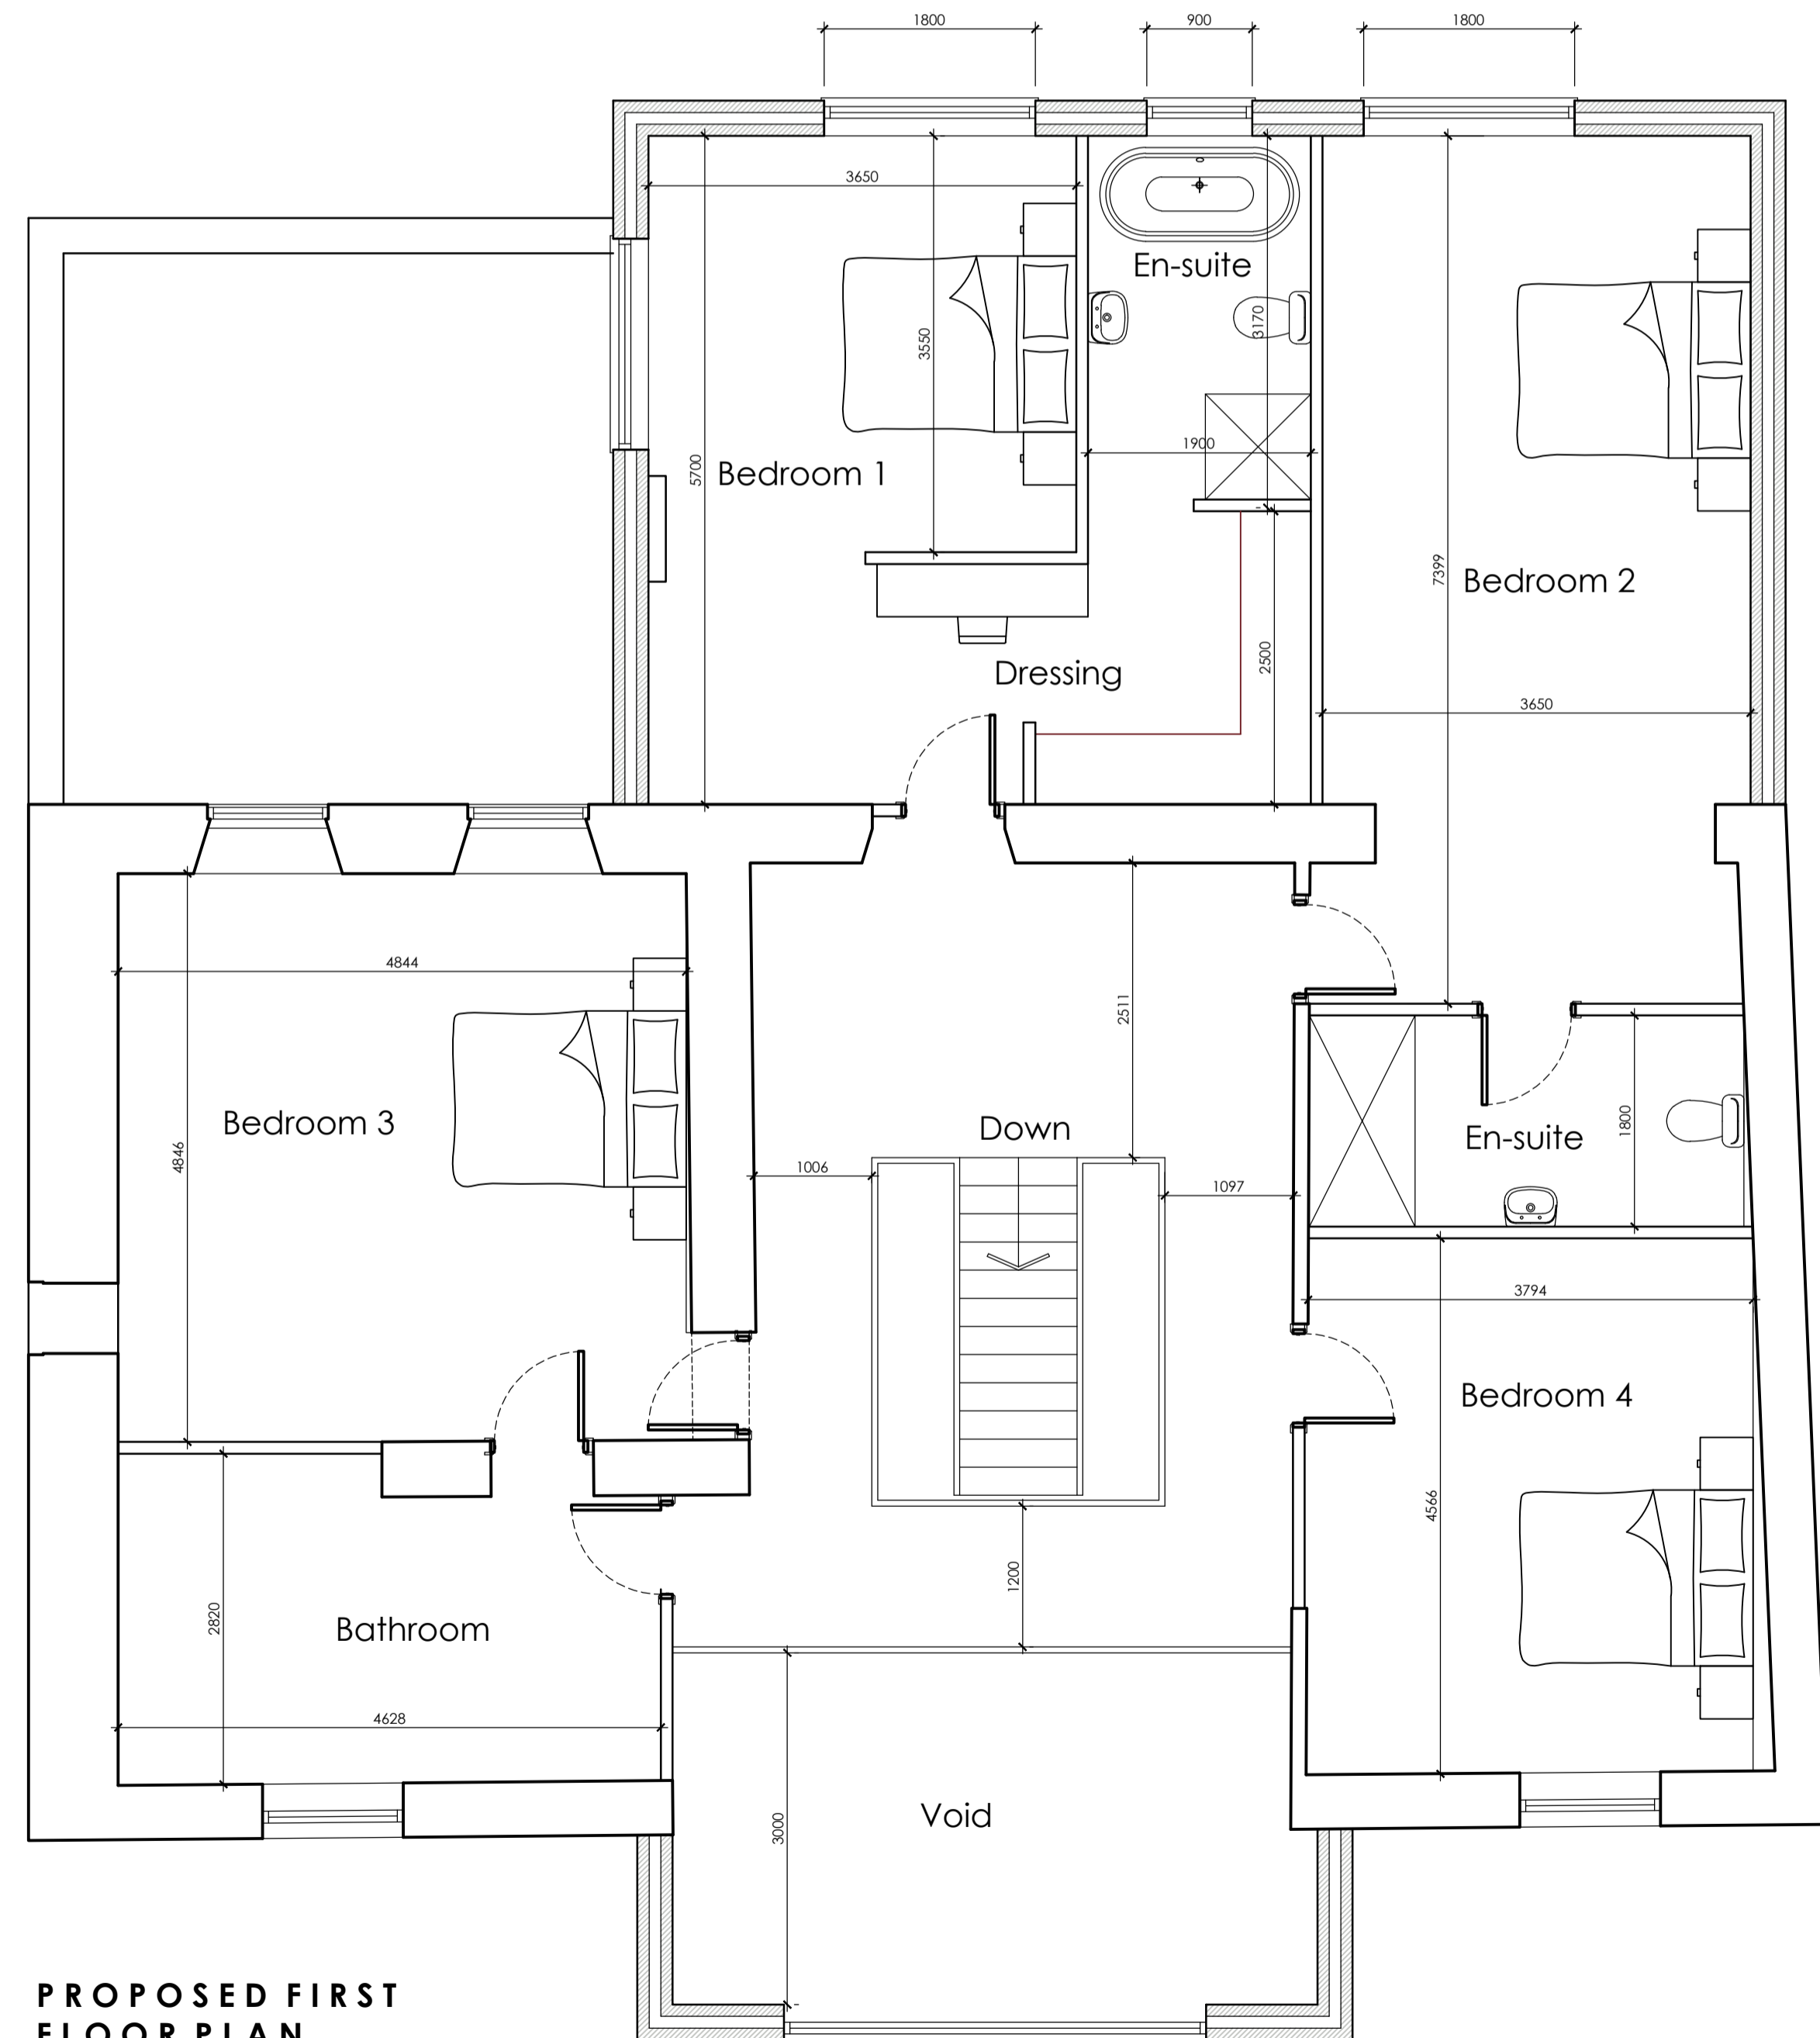 1800
900
1800
3650
En-suite
3550
3170
1900
Bedroom 1
5700
7399
Bedroom 2
2500
Dressing
3650
4844
2511
Bedroom 3
Down
En-suite
1800
4846
1006
1097
3794
Bedroom 4
4566
1200
2820
Bathroom
4628
3000
Void
PROPOSED FIRST
FLOOR PLAN